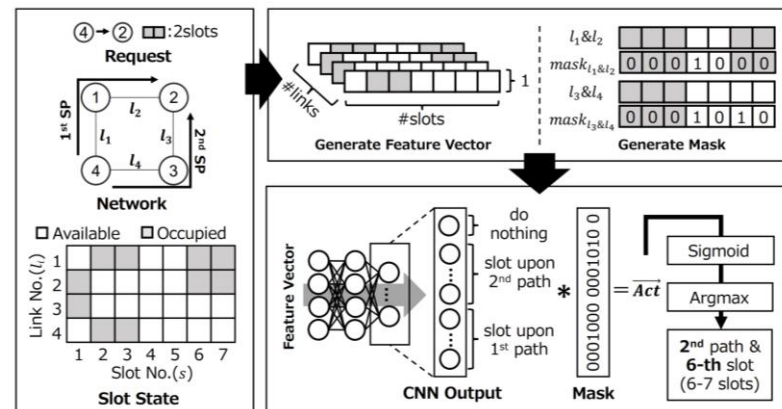 ④→② :2slots
Request
1st SP
1
2
l2
l1
l3
2nd SP
4
l4
3
Network
Available Occupied
Link No.(li)
1
2
3
4
1 2 3 4 5 6 7
Slot No.(s)
Slot State
#links
#slots
1
Generate Feature Vector
l1&l2
mask l1&l2 0 0 0 1 0 0 0
l3&l4
mask l3&l4 0 0 0 1 0 1 0
Generate Mask
Feature Vector
do
nothing
slot upon
2nd path
slot upon
1st path
CNN Output
*
0001000 0001010 0
Mask
= Act
Sigmoid
Argmax
2nd path &
6-th slot
(6-7 slots)